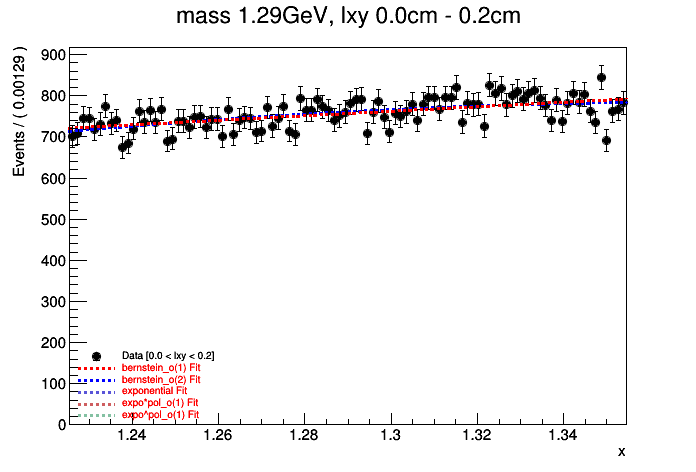 mass 1.29GeV, lxy 0.0cm - 0.2cm
Events / ( 0.00129 )
900
800
700
600
500
400
300
200
100
0
Data [0.0 < lxy < 0.2]
bernstein_o(1) Fit
bernstein_o(2) Fit
exponential Fit
expo*pol_o(1) Fit
expo^pol_o(1) Fit
1.24 1.26 1.28 1.3 1.32 1.34
x